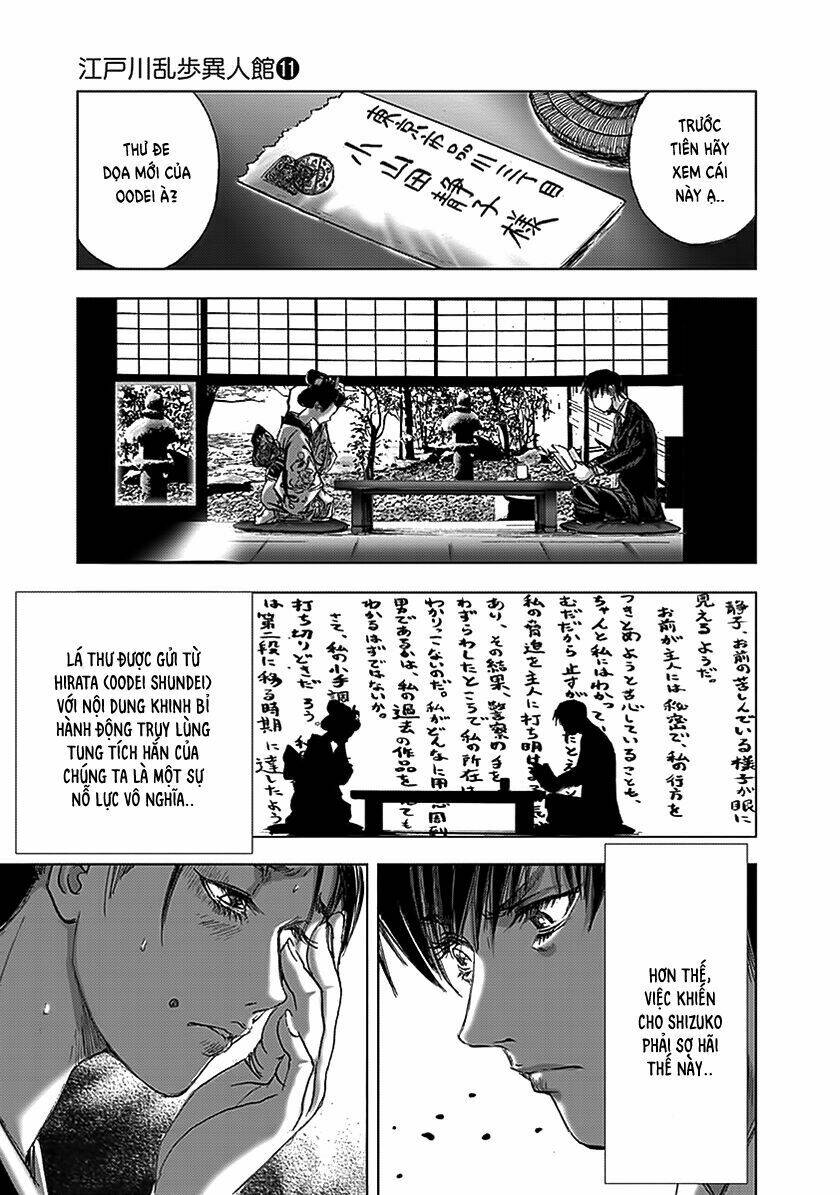 江戸川乱歩異人館⓫
TRƯỚC
TIÊN HÃY
XEM CÁI
NÀY Ạ..
東京市品川三丁目
小山田静子様
THƯ ĐE
DỌA MỚI CỦA
OODEI À?
静子、お前の苦しんでいる様子が眼に
見えるようだ。
お前が主人には秘密で、私の行方を
つきとめようと苦心していることも、
ちゃんと私にはわかって
むだだから止すが
私の脅迫を主人に打ち明ける
あり、その結果、警察の手を
わずらわしたところで私の所在は
わかりっこないのだ。私がどんなに用
男であるかは、私の過去の作品を
わかるはずではないか。
さて、私の小手調
打ち切りどきだろう。
は第二段に移る時期に達したよう
LÁ THƯ ĐƯỢC GỬI TỪ
HIRATA (OODEI SHUNDEI)
VỚI NỘI DUNG KHINH BỈ
HÀNH ĐỘNG TRUY LÙNG
TUNG TÍCH HẮN CỦA
CHÚNG TA LÀ MỘT SỰ
NỖ LỰC VÔ NGHĨA..
HƠN THẾ,
VIỆC KHIẾN
CHO SHIZUKO
PHẢI SỢ HÃI
THẾ NÀY..